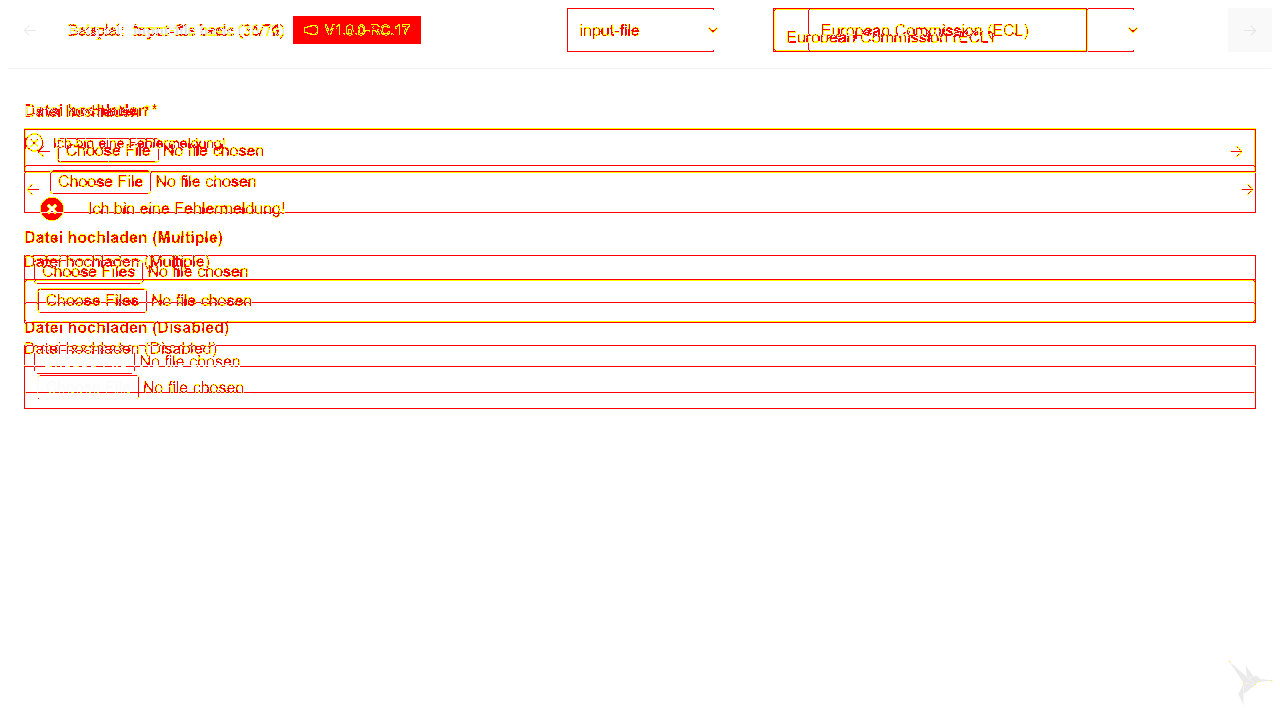 Beispiel: input-file basic V1.0.0-RC.17 input-file European Commission (ECL)
European Commission (ECL)
Datei hochladen *
Datei hochladen
Ich bin eine Fehlermeldung!
Choose File No file chosen
Choose File No file chosen
Ich bin eine Fehlermeldung!
Datei hochladen (Multiple)
Datei hochladen (Multiple)
Choose Files No file chosen
Choose Files No file chosen
Datei hochladen (Disabled)
Datei hochladen (Disabled)
No file chosen
No file chosen